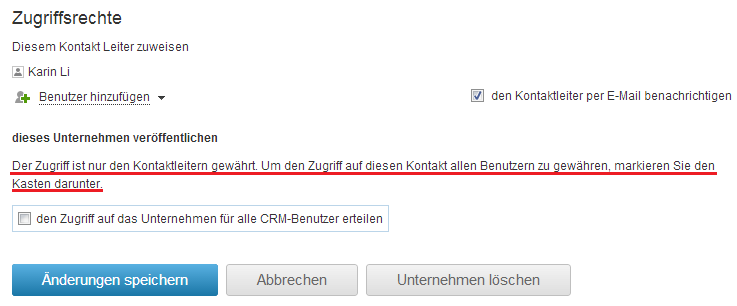 Zugriffsrechte
Diesem Kontakt Leiter zuweisen
Karin Li
Benutzer hinzufügen
den Kontaktleiter per E-Mail benachrichtigen
dieses Unternehmen veröffentlichen
Der Zugriff ist nur den Kontaktleitern gewährt. Um den Zugriff auf diesen Kontakt allen Benutzern zu gewähren, markieren Sie den
Kasten darunter.
den Zugriff auf das Unternehmen für alle CRM-Benutzer erteilen
Änderungen speichern
Abbrechen
Unternehmen löschen